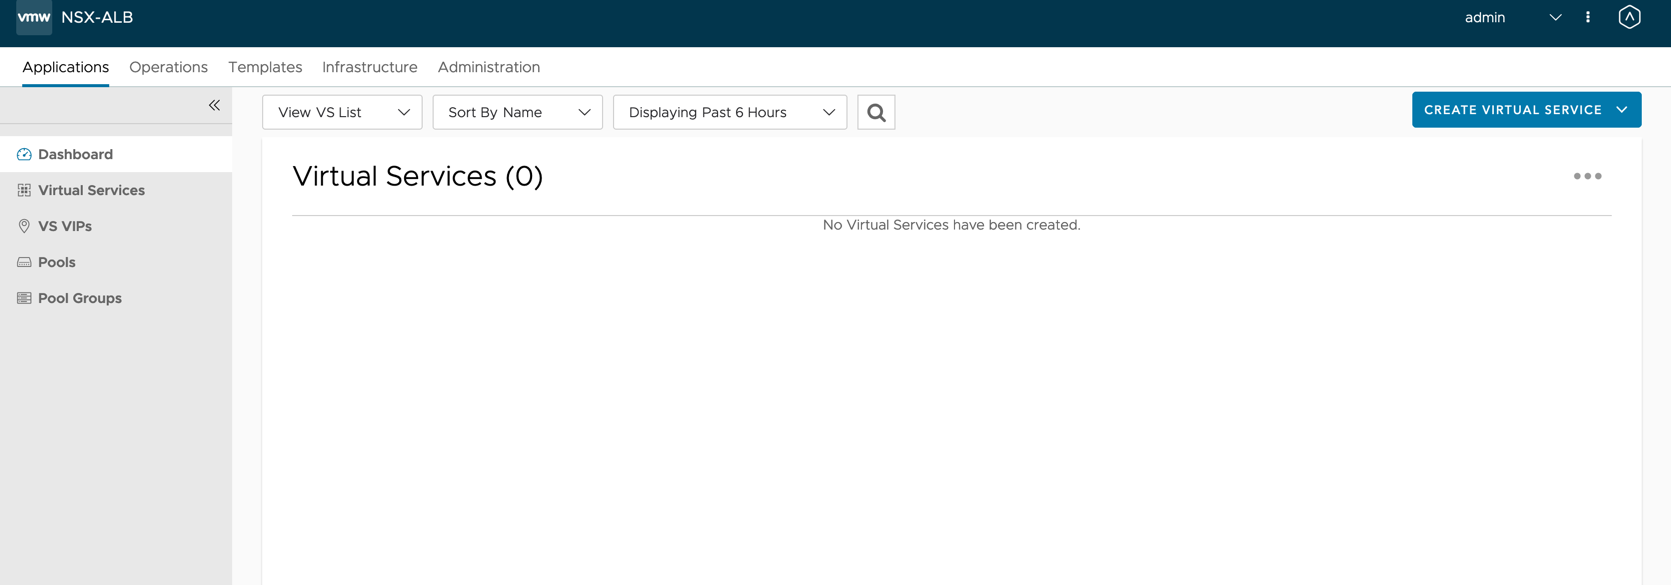 vmw NSX-ALB admin
Applications Operations Templates Infrastructure Administration
View VS List Sort By Name Displaying Past 6 Hours CREATE VIRTUAL SERVICE
Dashboard
Virtual Services
VS VIPs
Pools
Pool Groups
Virtual Services (0)
No Virtual Services have been created.